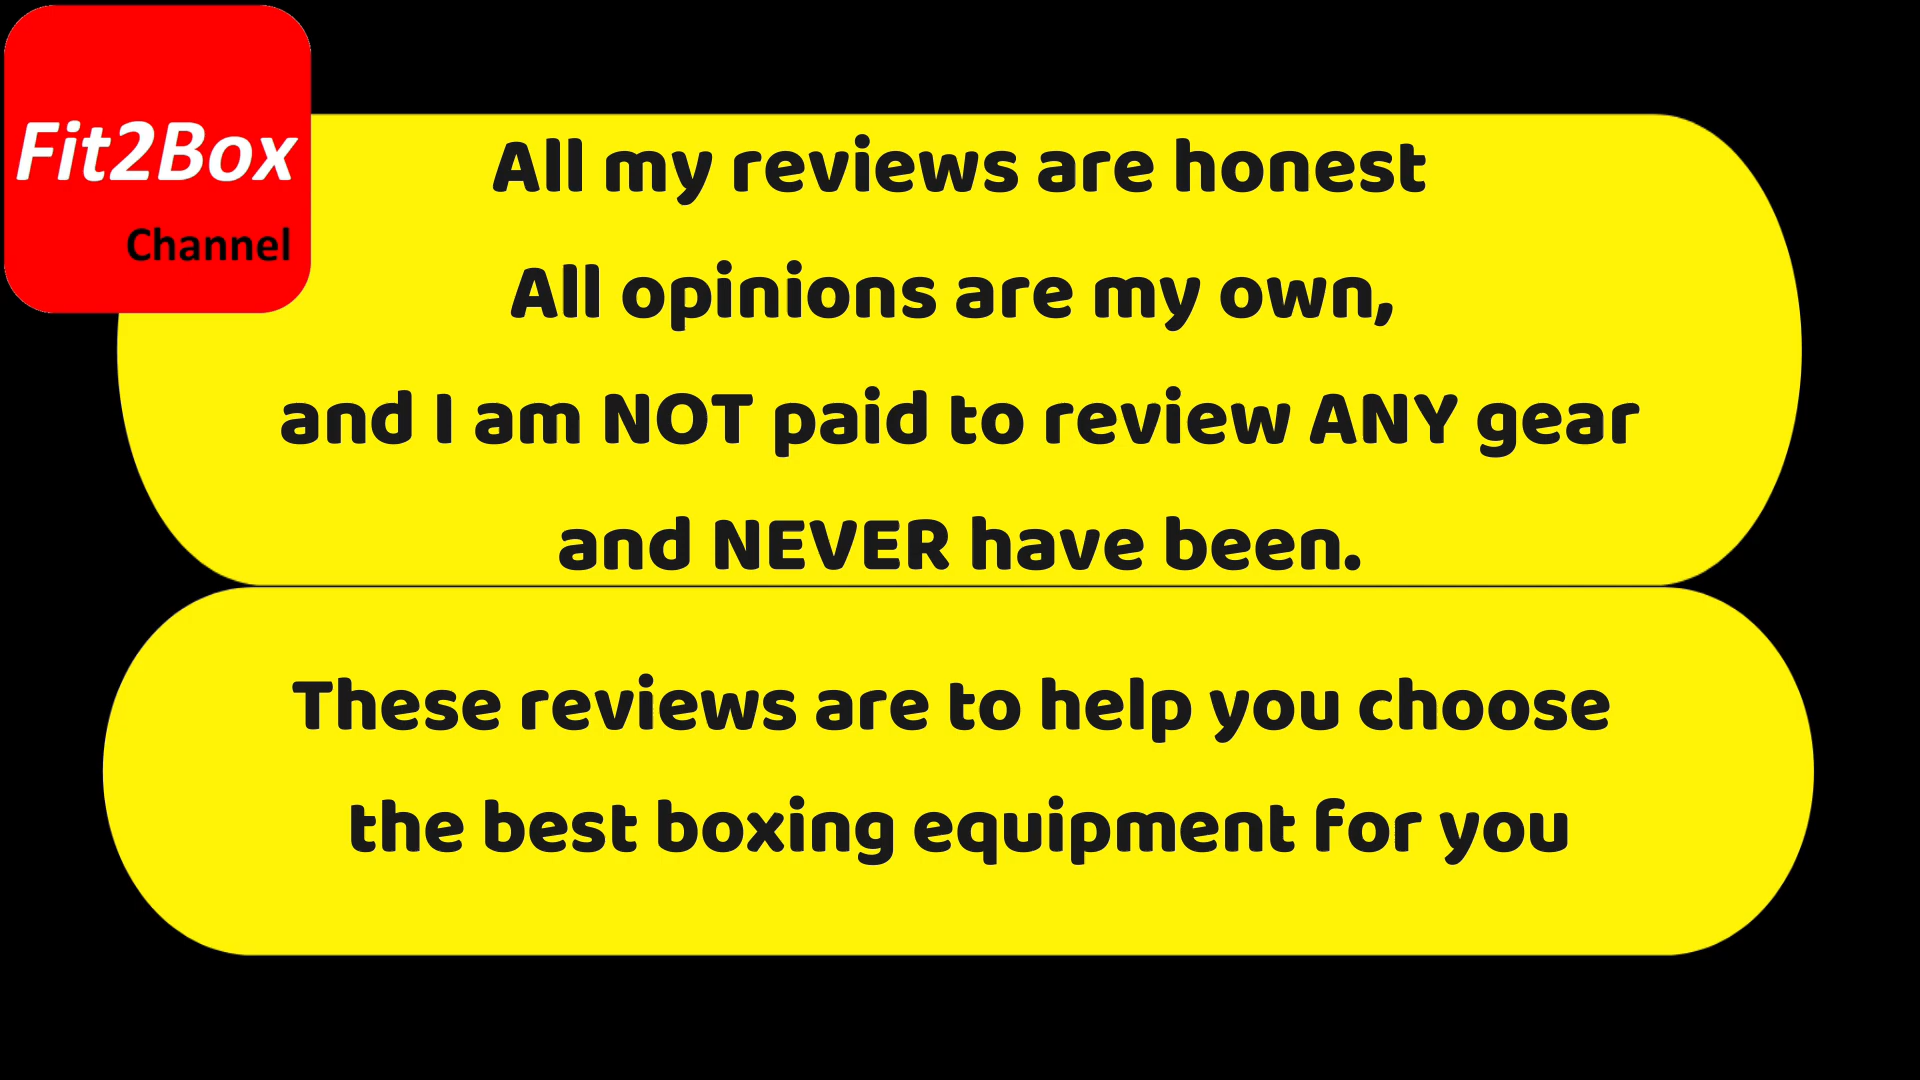 Fit2Box
Channel
All my reviews are honest
All opinions are my own,
and I am NOT paid to review ANY gear
and NEVER have been.
These reviews are to help you choose
the best boxing equipment for you